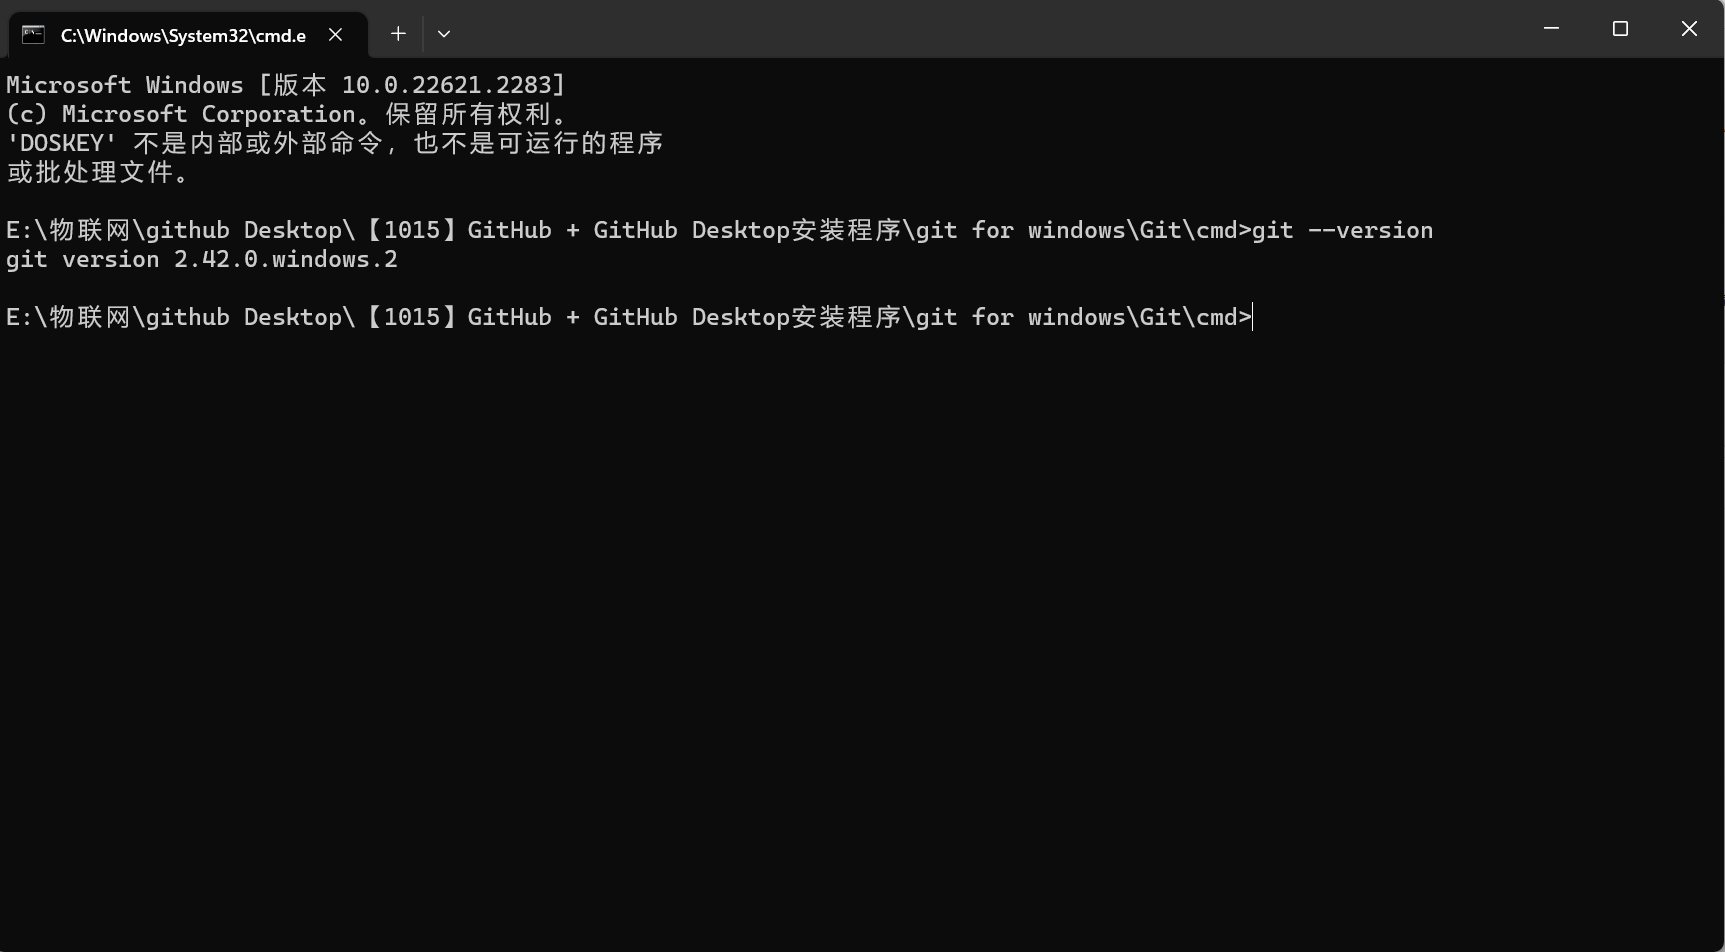 C:\Windows\System32\cmd.e
Microsoft Windows [版本 10.0.22621.2283]
(c) Microsoft Corporation。保留所有权利。
'DOSKEY' 不是内部或外部命令，也不是可运行的程序
或批处理文件。
E:\物联网\github Desktop\【1015】GitHub + GitHub Desktop安装程序\git for windows\Git\cmd>git --version
git version 2.42.0.windows.2
E:\物联网\github Desktop\【1015】GitHub + GitHub Desktop安装程序\git for windows\Git\cmd>